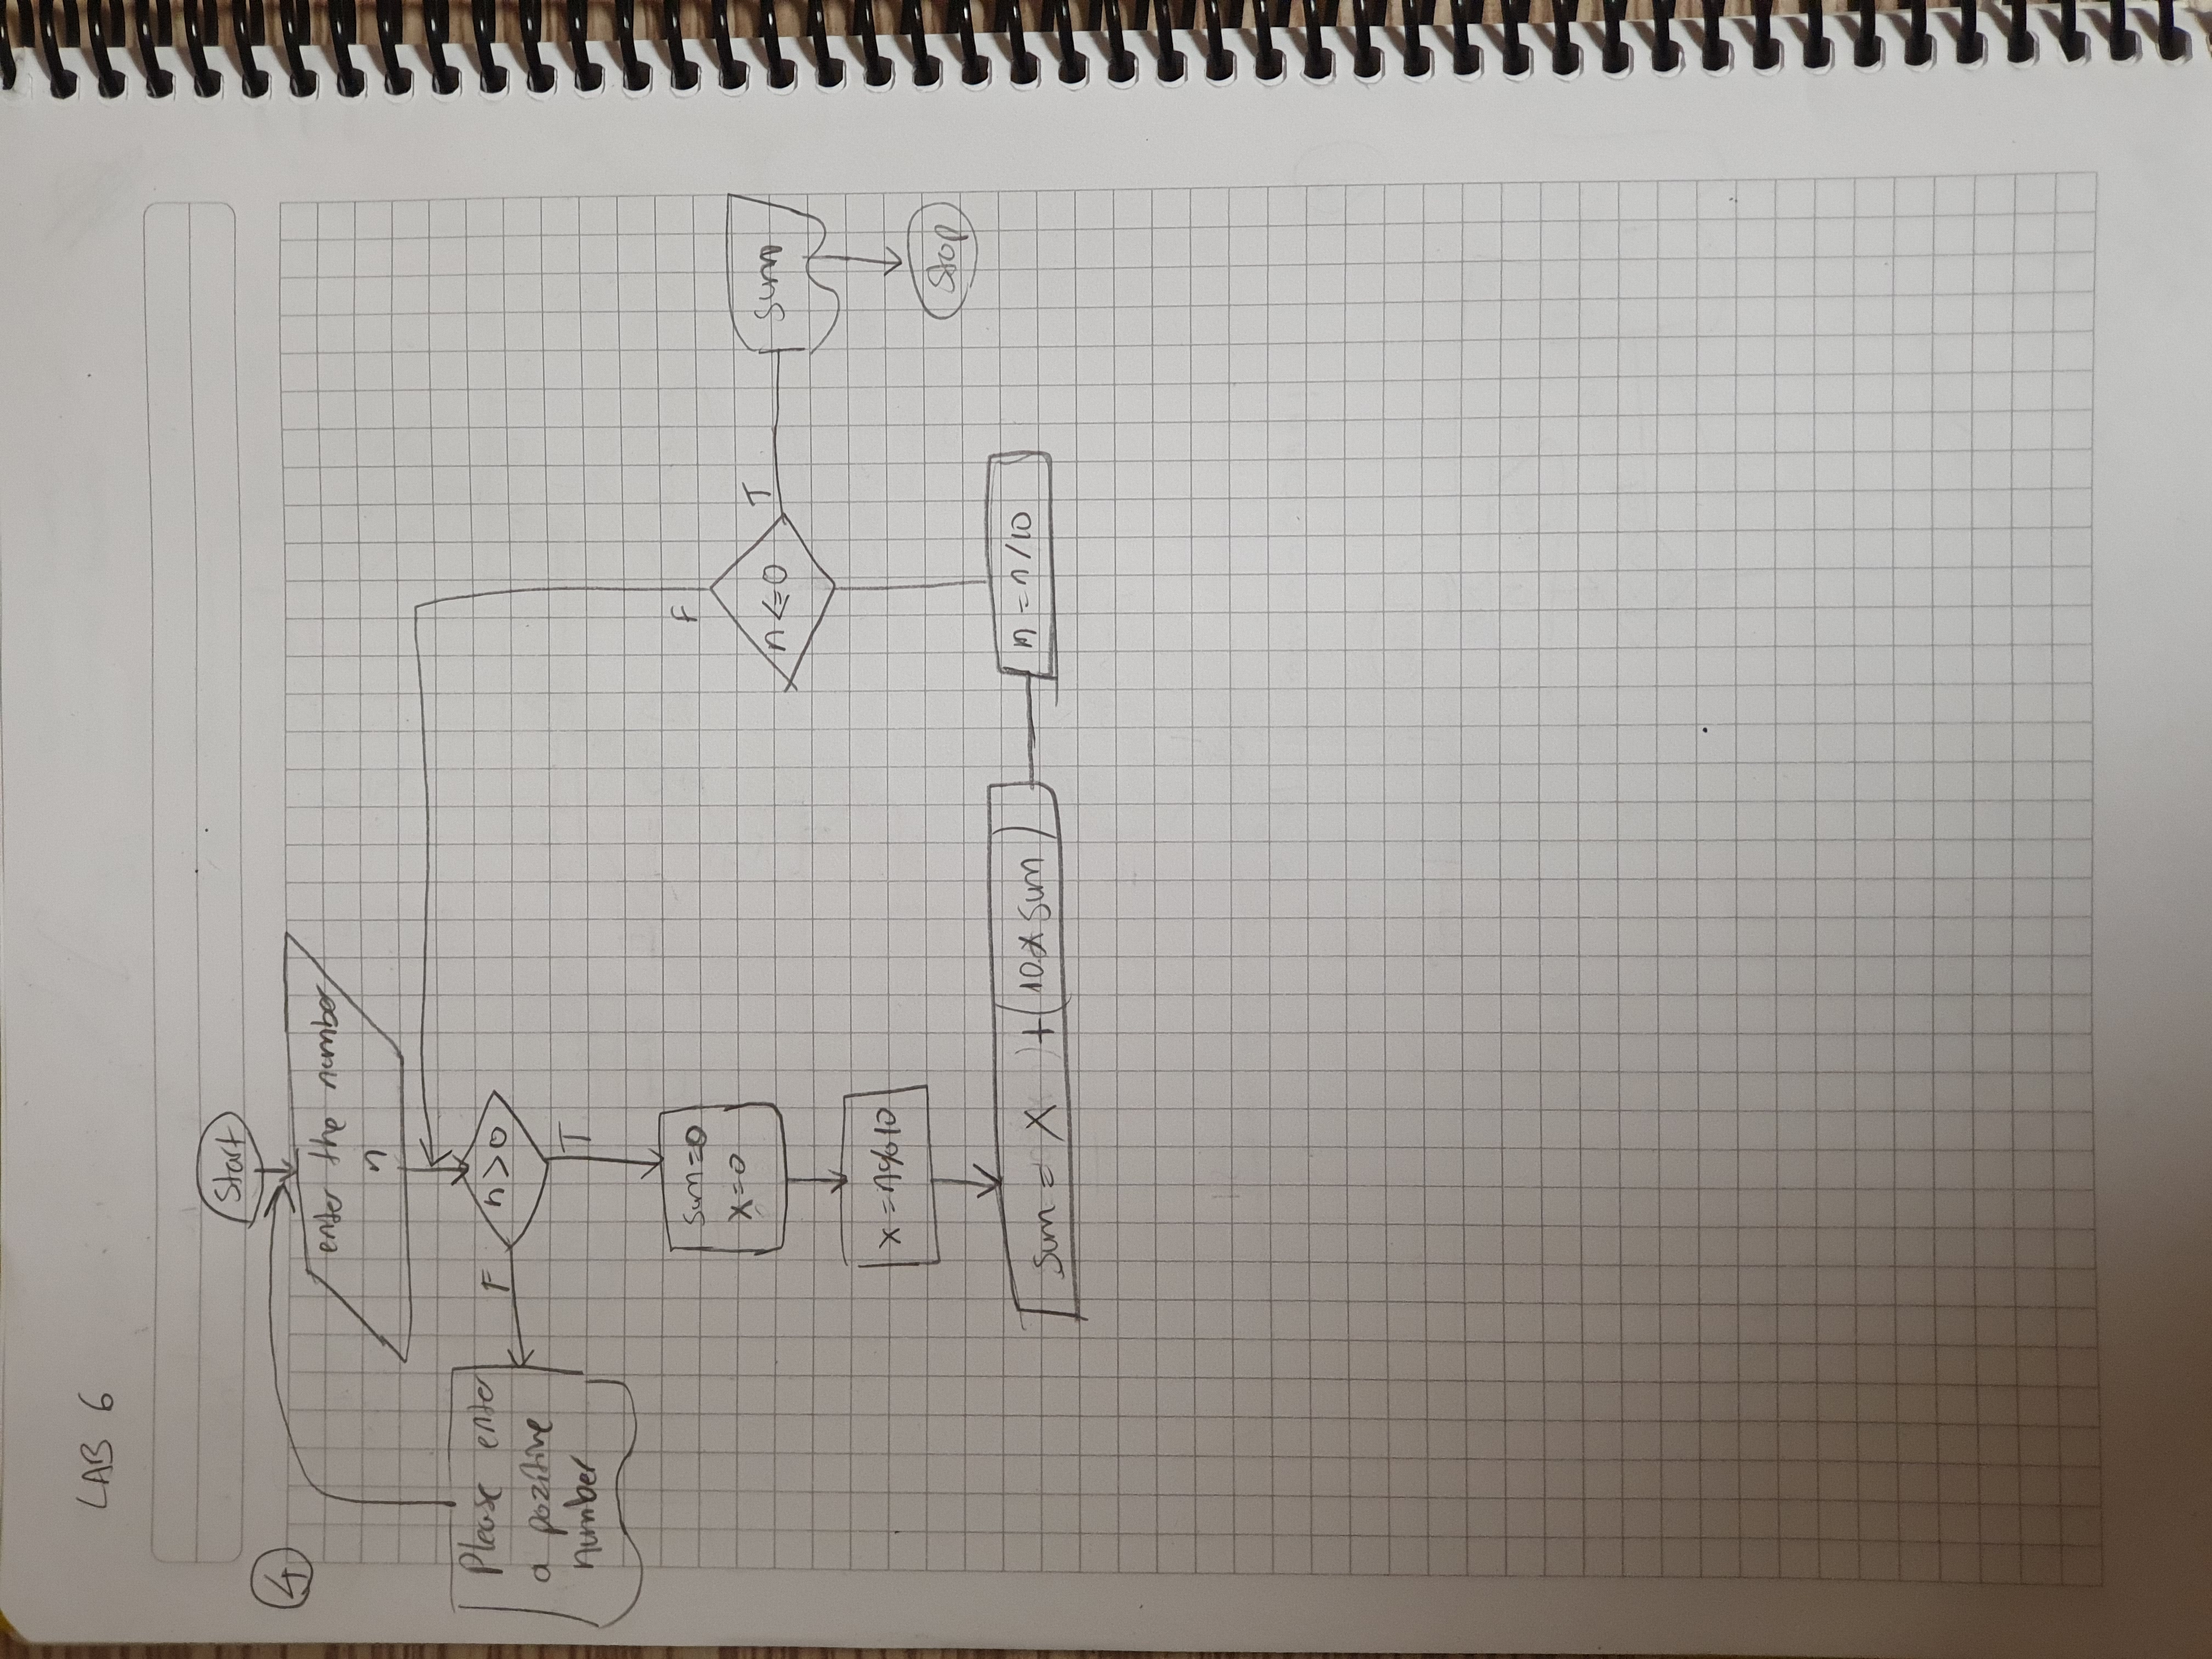 LAB 6
Start
4
enter the number
n
n>0
F
Please enter
a pozitine
number
T
sum=0
x=0
F
n<=0
T
sum
x=n%10
Stop
sum = x )+(10*sum)
n=n/10